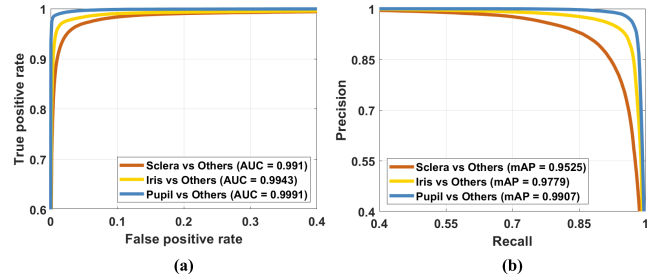 1
0.9
0.8
0.7
0.6
0
0.1
0.2
0.3
0.4
True positive rate
False positive rate
Sclera vs Others (AUC = 0.991)
Iris vs Others (AUC = 0.9943)
Pupil vs Others (AUC = 0.9991)
(a)
1
0.85
0.7
0.55
0.4
0.4
0.55
0.7
0.85
1
Precision
Recall
Sclera vs Others (mAP = 0.9525)
Iris vs Others (mAP = 0.9779)
Pupil vs Others (mAP = 0.9907)
(b)